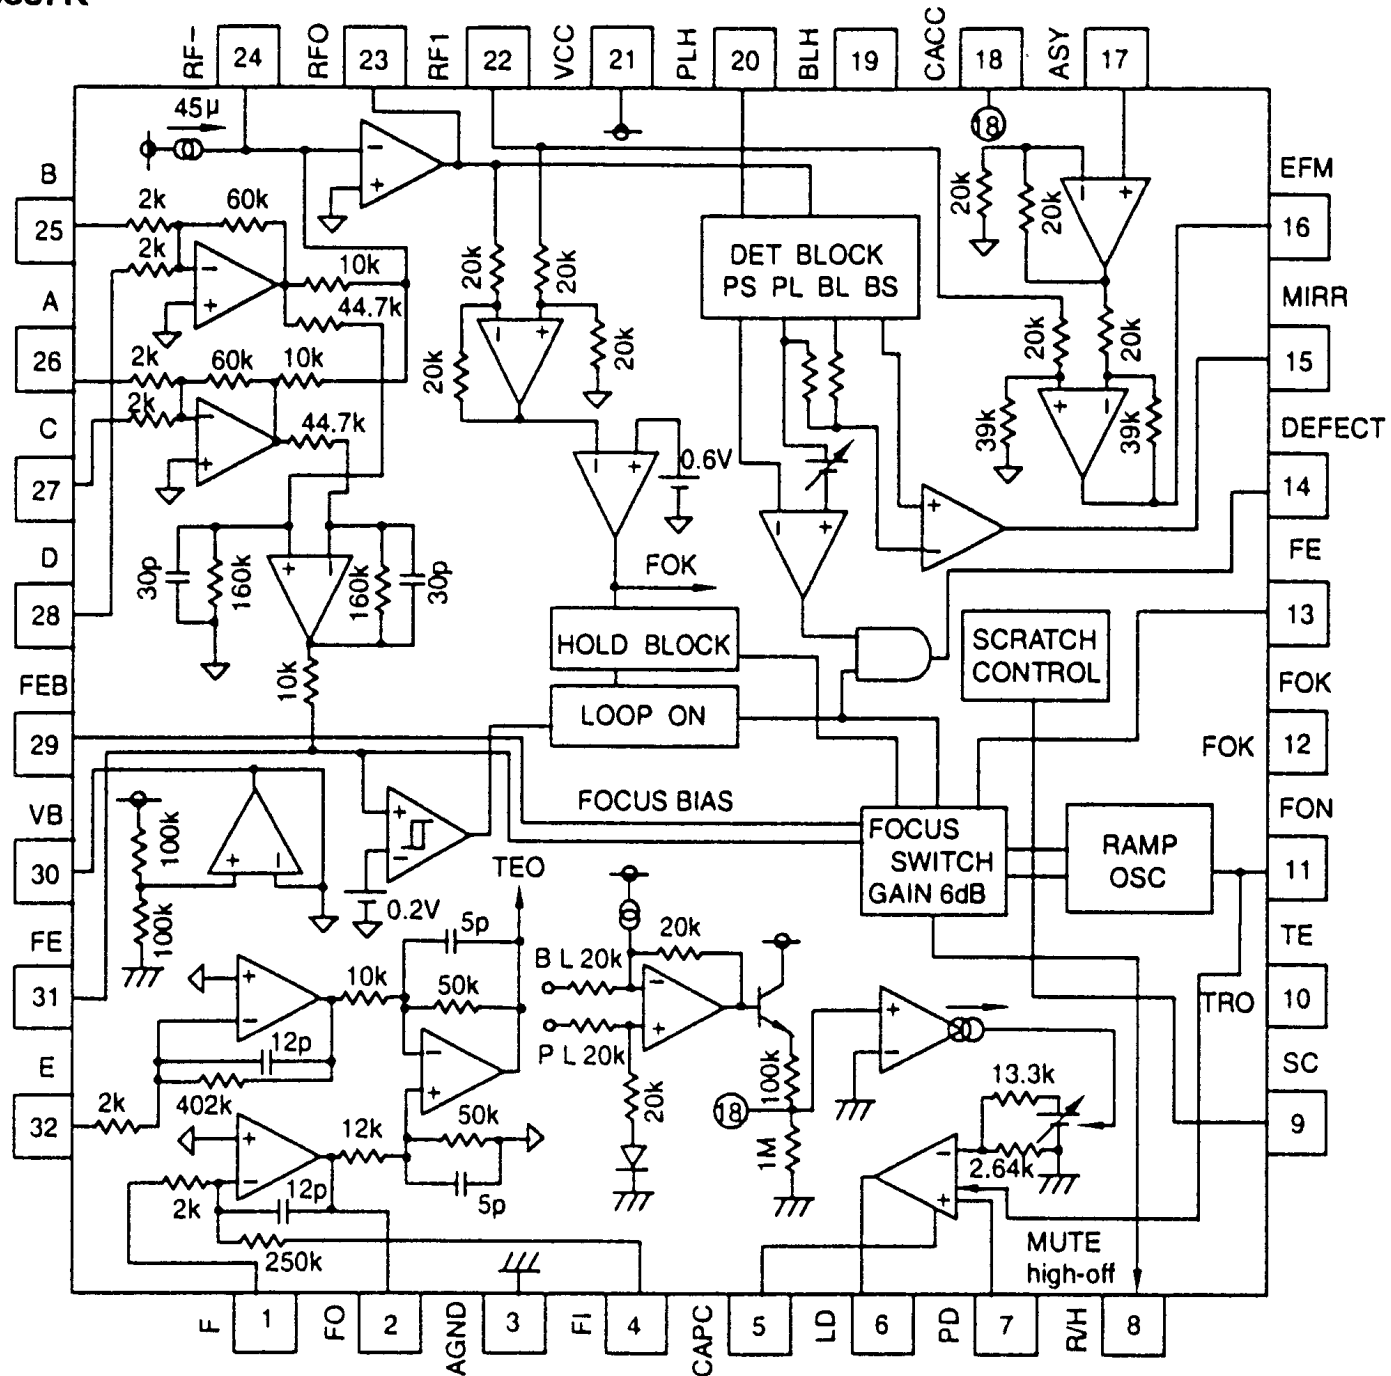 RF- 24 RFO 23 RF1 22 VCC 21 PLH 20 BLH 19 CACC 18 ASY 17
45µ
18
B
25
A
26
C
27
D
28
FEB
29
VB
30
FE
31
E
32
EFM
16
MIRR
15
DEFECT
14
FE
13
FOK
12
FOK
FON
11
TE
10
TRO
SC
9
2k 60k
2k
10k
44.7k
2k 60k 10k
2k
44.7k
30p 160k 160k 30p
10k
20k 20k
20k 20k
DET BLOCK
PS PL BL BS
20k 20k
20k 20k
39k 39k
0.6V
FOK
HOLD BLOCK
LOOP ON
SCRATCH
CONTROL
FOCUS BIAS
FOCUS
SWITCH
GAIN 6dB
RAMP
OSC
100k
100k
0.2V
TEO
5p
10k 50k
12p
402k
2k
12k 50k
5p
12p
2k
250k
BL 20k
20k
PL 20k
20k
100k
18
1M
13.3k
2.64k
MUTE
high-off
F 1 FO 2 AGND 3 FI 4 CAPC 5 LD 6 PD 7 R/H 8